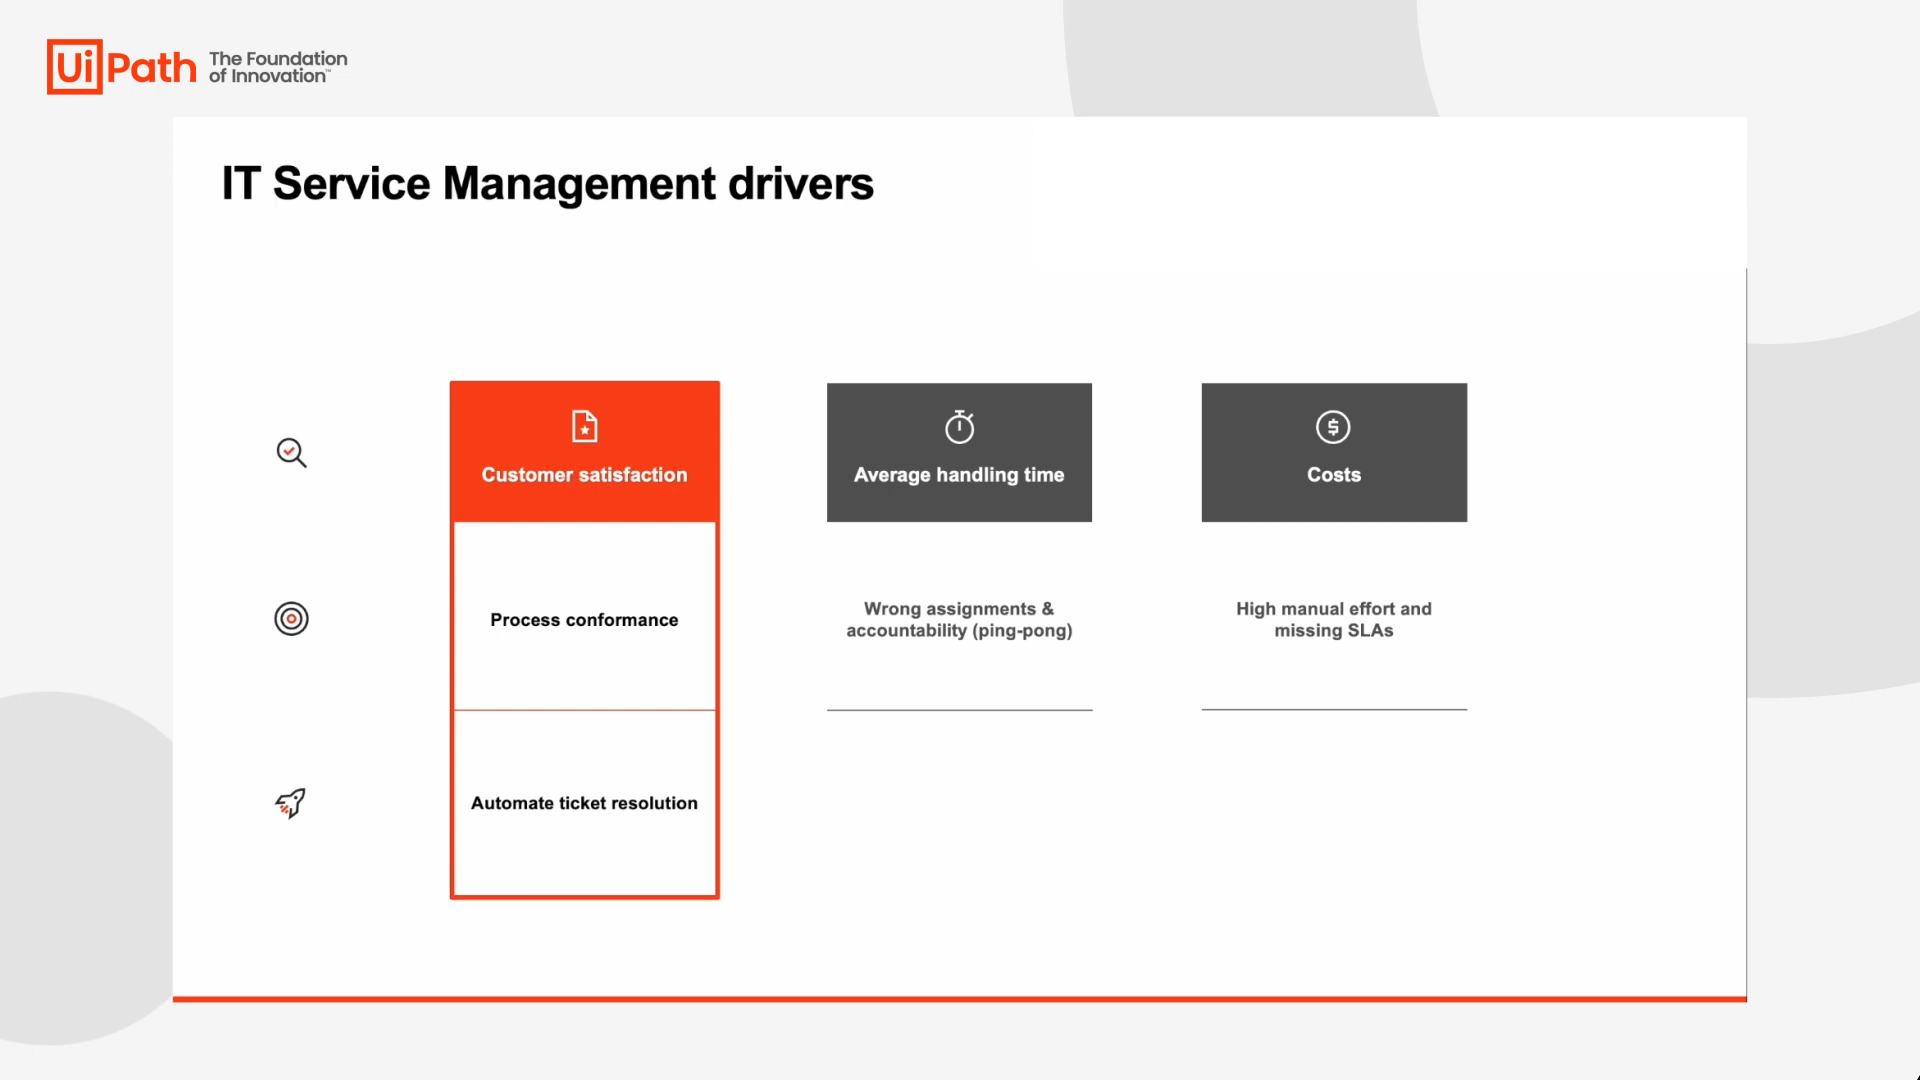 UiPath The Foundation
of Innovation™
IT Service Management drivers
Customer satisfaction
Average handling time
Costs
Process conformance
Wrong assignments &
accountability (ping-pong)
High manual effort and
missing SLAs
Automate ticket resolution